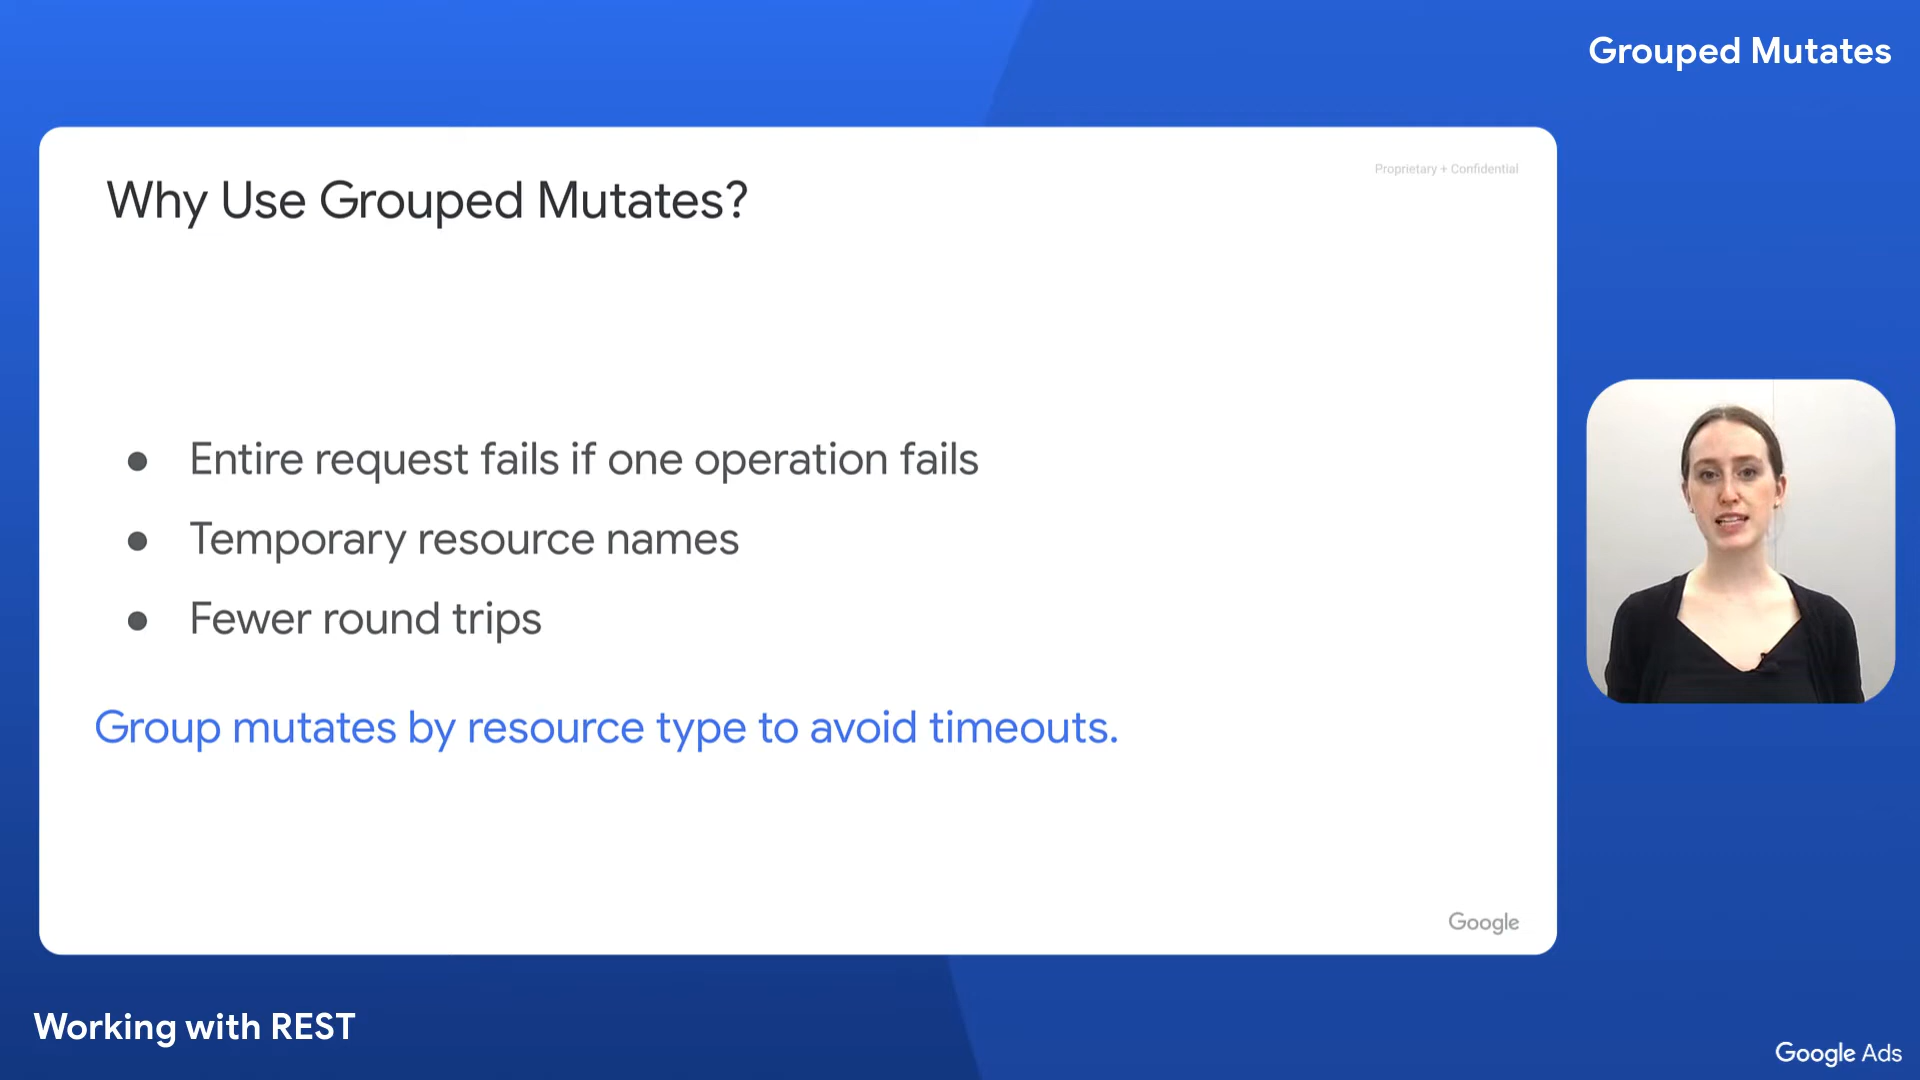 Grouped Mutates
Proprietary + Confidential
Why Use Grouped Mutates?
● Entire request fails if one operation fails
● Temporary resource names
● Fewer round trips
Group mutates by resource type to avoid timeouts.
Google
Working with REST
Google Ads